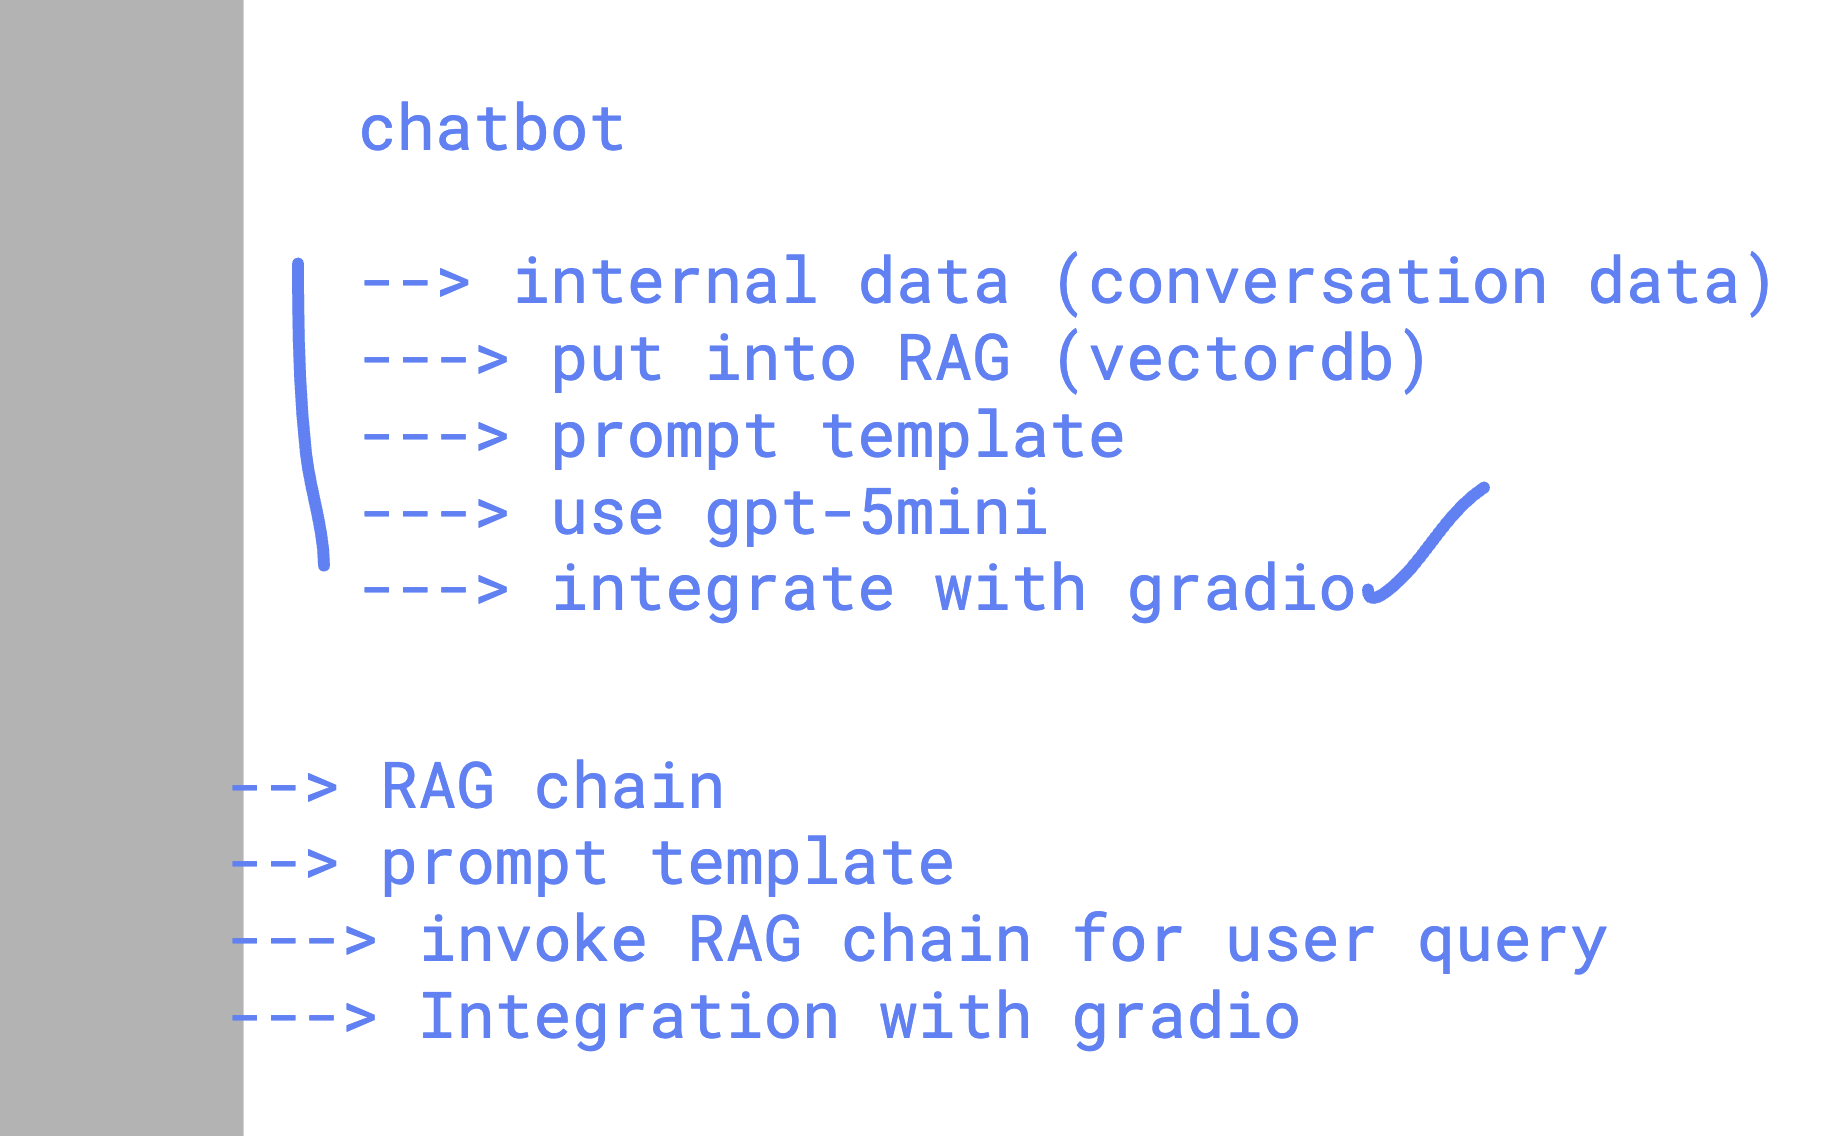 chatbot
--> internal data (conversation data)
---> put into RAG (vectordb)
---> prompt template
---> use gpt-5mini
---> integrate with gradio
--> RAG chain
--> prompt template
---> invoke RAG chain for user query
---> Integration with gradio